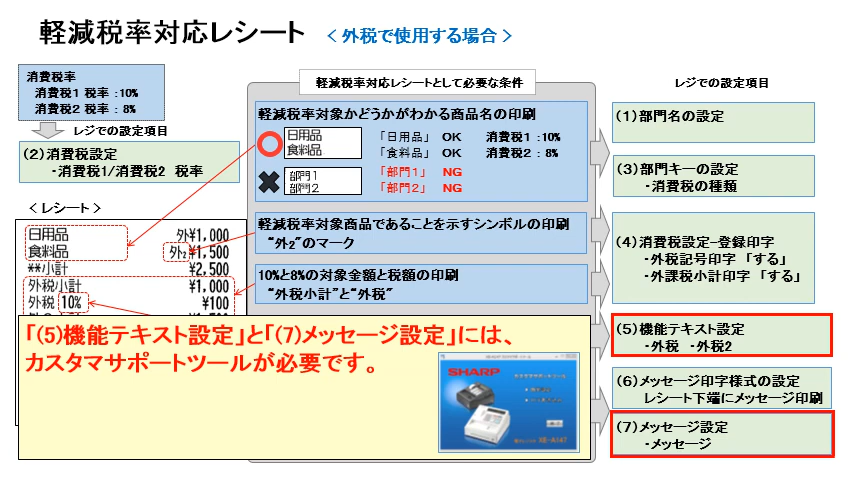 軽減税率対応レシート
＜ 外税で使用する場合 ＞
消費税率
消費税1 税率 ：10%
消費税2 税率 ： 8%
レジでの設定項目
（2）消費税設定
・消費税1/消費税2 税率
＜ レシート ＞
日用品 外¥1,000
食料品 外2¥1,500
**小計 ¥2,500
外税小計 ¥1,000
外税 10% ¥100
軽減税率対応レシートとして必要な条件
軽減税率対象かどうかがわかる商品名の印刷
日用品
食料品
「日用品」 OK 消費税1 ：10%
「食料品」 OK 消費税2 ： 8%
部門1
部門2
「部門1」 NG
「部門2」 NG
軽減税率対象商品であることを示すシンボルの印刷
“外2”のマーク
10%と8%の対象金額と税額の印刷
“外税小計”と“外税”
レジでの設定項目
（1）部門名の設定
（3）部門キーの設定
・消費税の種類
（4）消費税設定−登録印字
・外税記号印字 「する」
・外課税小計印字 「する」
（5）機能テキスト設定
・外税 ・外税2
（6）メッセージ印字様式の設定
レシート下端にメッセージ印刷
（7）メッセージ設定
・メッセージ
「(5)機能テキスト設定」と「(7)メッセージ設定」には、
カスタマサポートツールが必要です。
SHARP